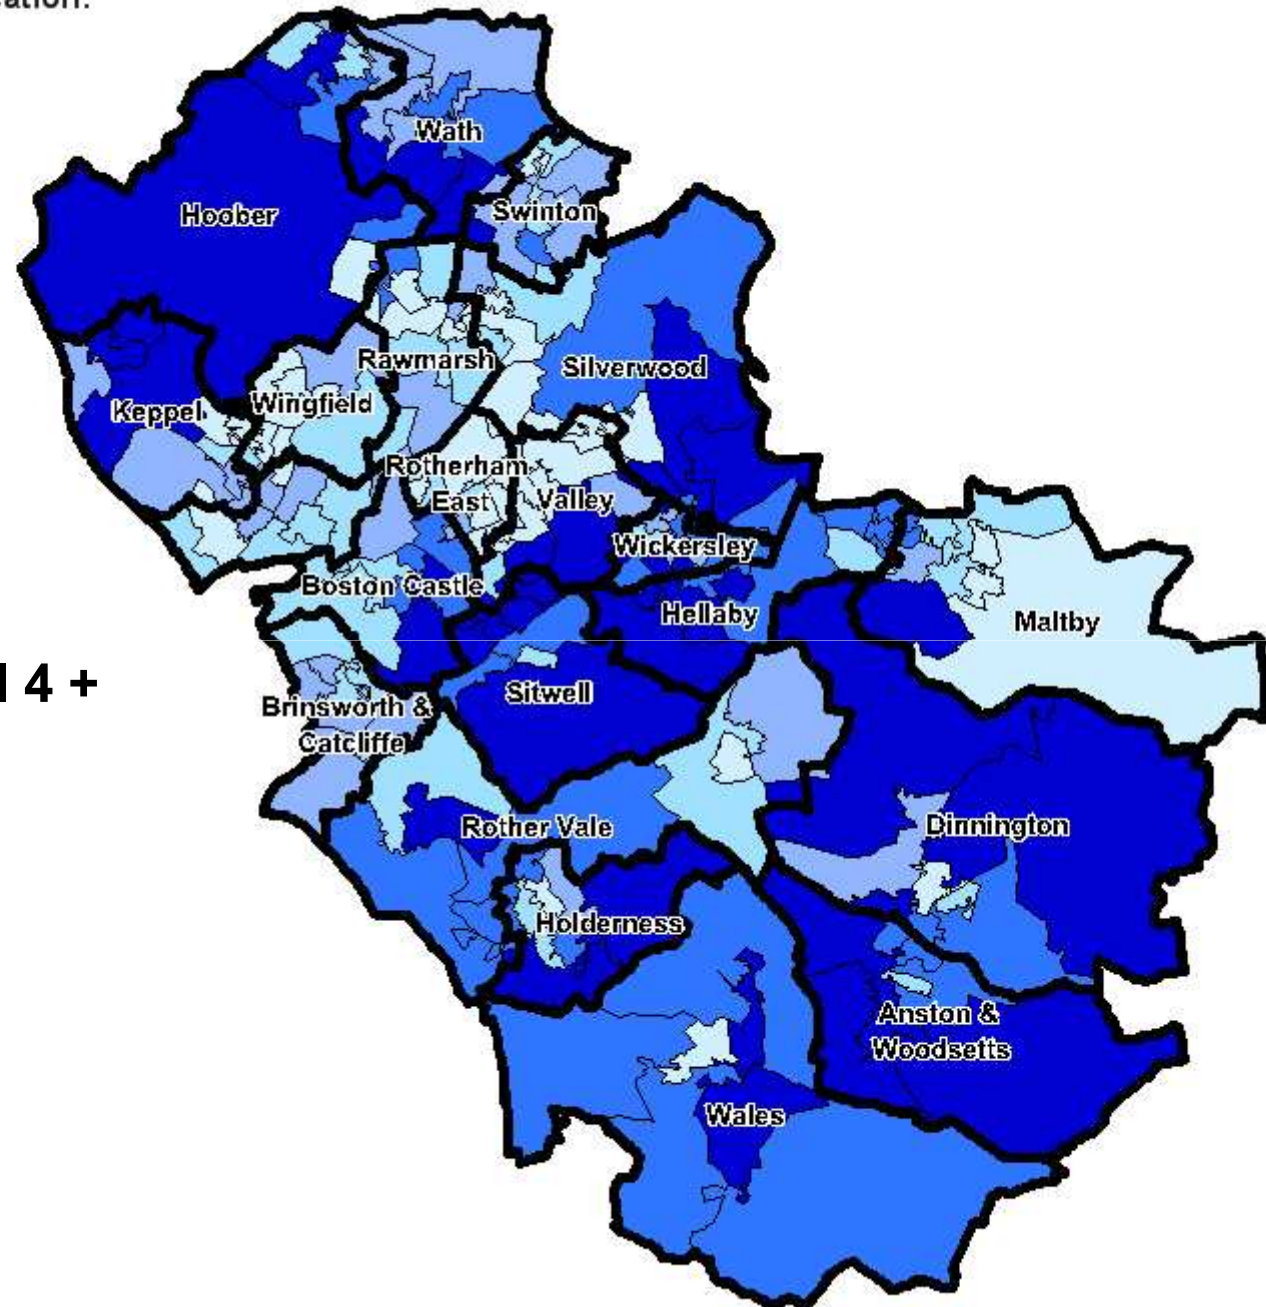 Wath
Hoober
Swinton
Rawmarsh
Silverwood
Keppel
Wingfield
Rotherham
East
Valley
Wickersley
Boston Castle
Hellaby
Maltby
4 +
Sitwell
Brinsworth &
Catcliffe
Rother Vale
Dinnington
Holderness
Anston &
Woodsetts
Wales